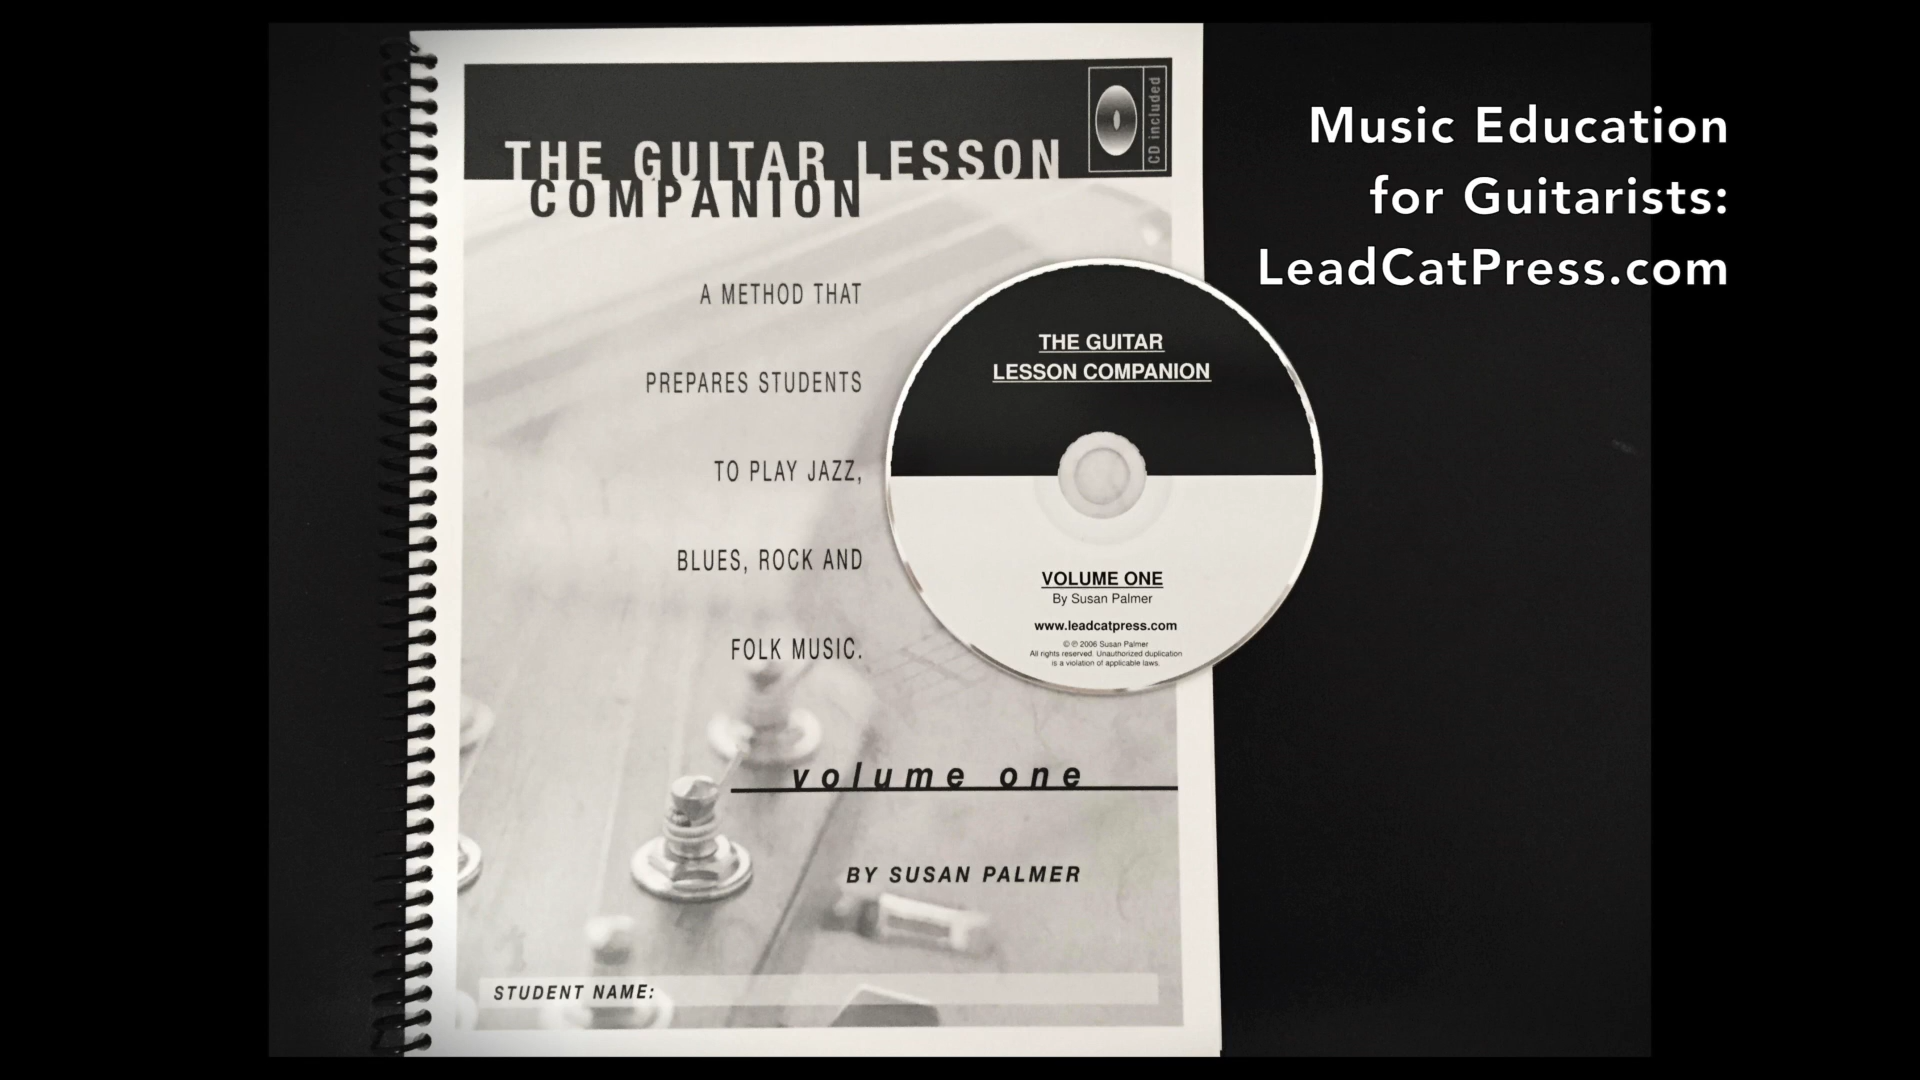 THE GUITAR LESSON
COMPANION
CD included
A METHOD THAT
PREPARES STUDENTS
TO PLAY JAZZ,
BLUES, ROCK AND
FOLK MUSIC.
volume one
BY SUSAN PALMER
STUDENT NAME:
THE GUITAR
LESSON COMPANION
VOLUME ONE
By Susan Palmer
www.leadcatpress.com
© ℗ 2006 Susan Palmer
All rights reserved. Unauthorized duplication
is a violation of applicable laws.
Music Education
for Guitarists:
LeadCatPress.com